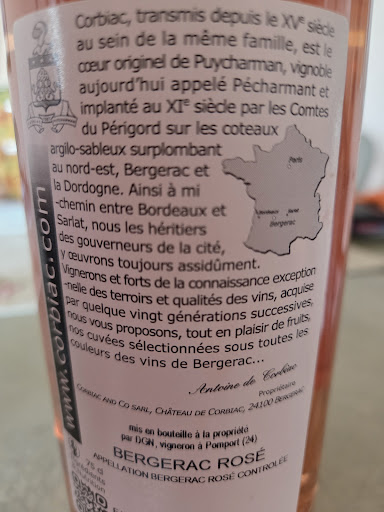 Corbiac, transmis depuis le XVe siècle
au sein de la même famille, est le
cœur originel de Puycharman, vignoble
aujourd'hui appelé Pécharmant et
implanté au XIe siècle par les Comtes
du Périgord sur les coteaux
argilo-sableux surplombant
au nord-est, Bergerac et
la Dordogne. Ainsi à mi
-chemin entre Bordeaux et
Sarlat, nous les héritiers
des gouverneurs de la cité,
y œuvrons toujours assidûment.
Vignerons et forts de la connaissance exception
-nelle des terroirs et qualités des vins, acquise
par quelque vingt générations successives,
nous vous proposons, tout en plaisir de fruits,
nos cuvées sélectionnées sous toutes les
couleurs des vins de Bergerac...
Paris
Bordeaux Sarlat
Bergerac
www.corbiac.com
Antoine de Corbiac
Propriétaire
CORBIAC AND CO SARL, CHÂTEAU DE CORBIAC, 24100 BERGERAC
mis en bouteille à la propriété
par DGN, vigneron à Pomport (24)
BERGERAC ROSÉ
APPELLATION BERGERAC ROSÉ CONTRÔLÉE
75 cl